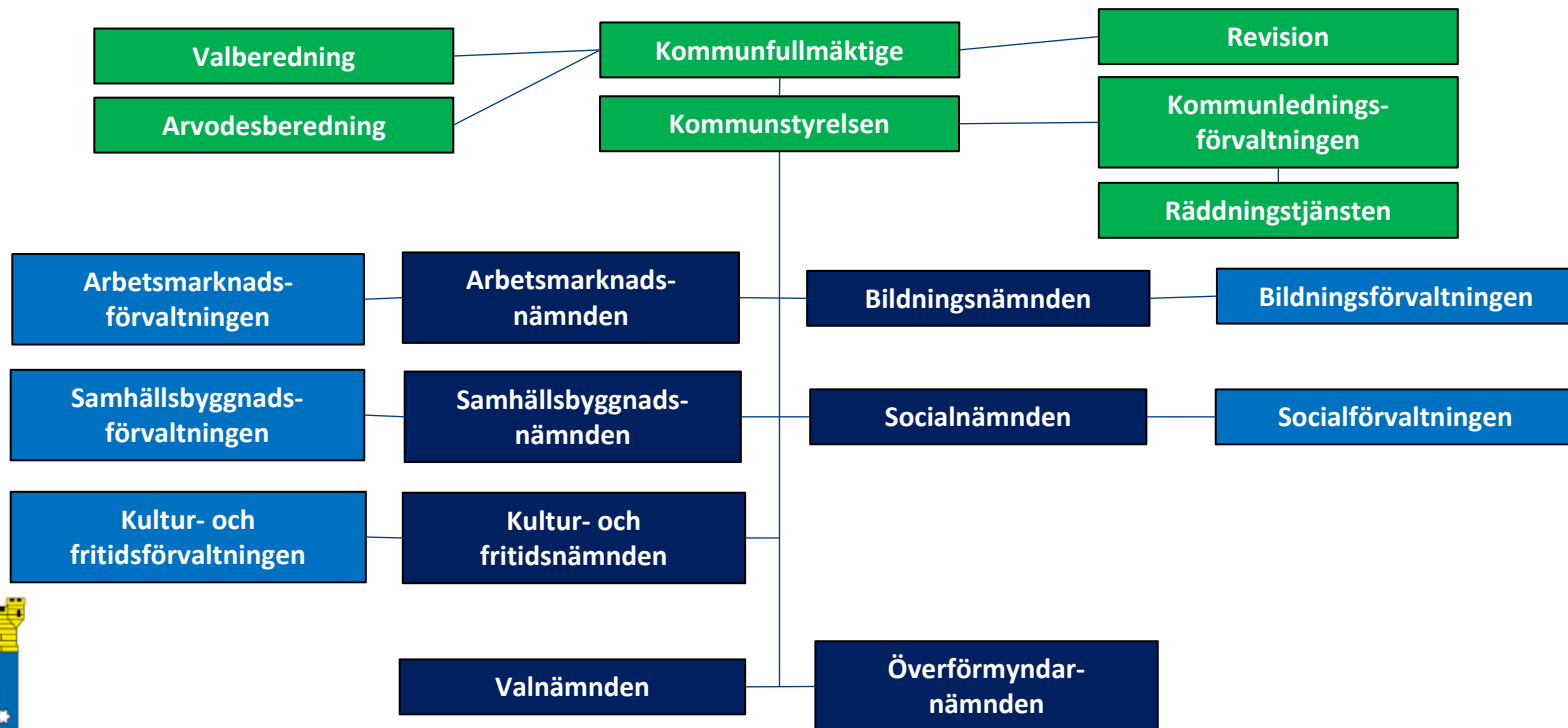 Valberedning
Kommunfullmäktige
Revision
Arvodesberedning
Kommunstyrelsen
Kommunlednings-
förvaltningen
Räddningstjänsten
Arbetsmarknads-
förvaltningen
Arbetsmarknads-
nämnden
Bildningsnämnden
Bildningsförvaltningen
Samhällsbyggnads-
förvaltningen
Samhällsbyggnads-
nämnden
Socialnämnden
Socialförvaltningen
Kultur- och
fritidsförvaltningen
Kultur- och
fritidsnämnden
Valnämnden
Överförmyndar-
nämnden